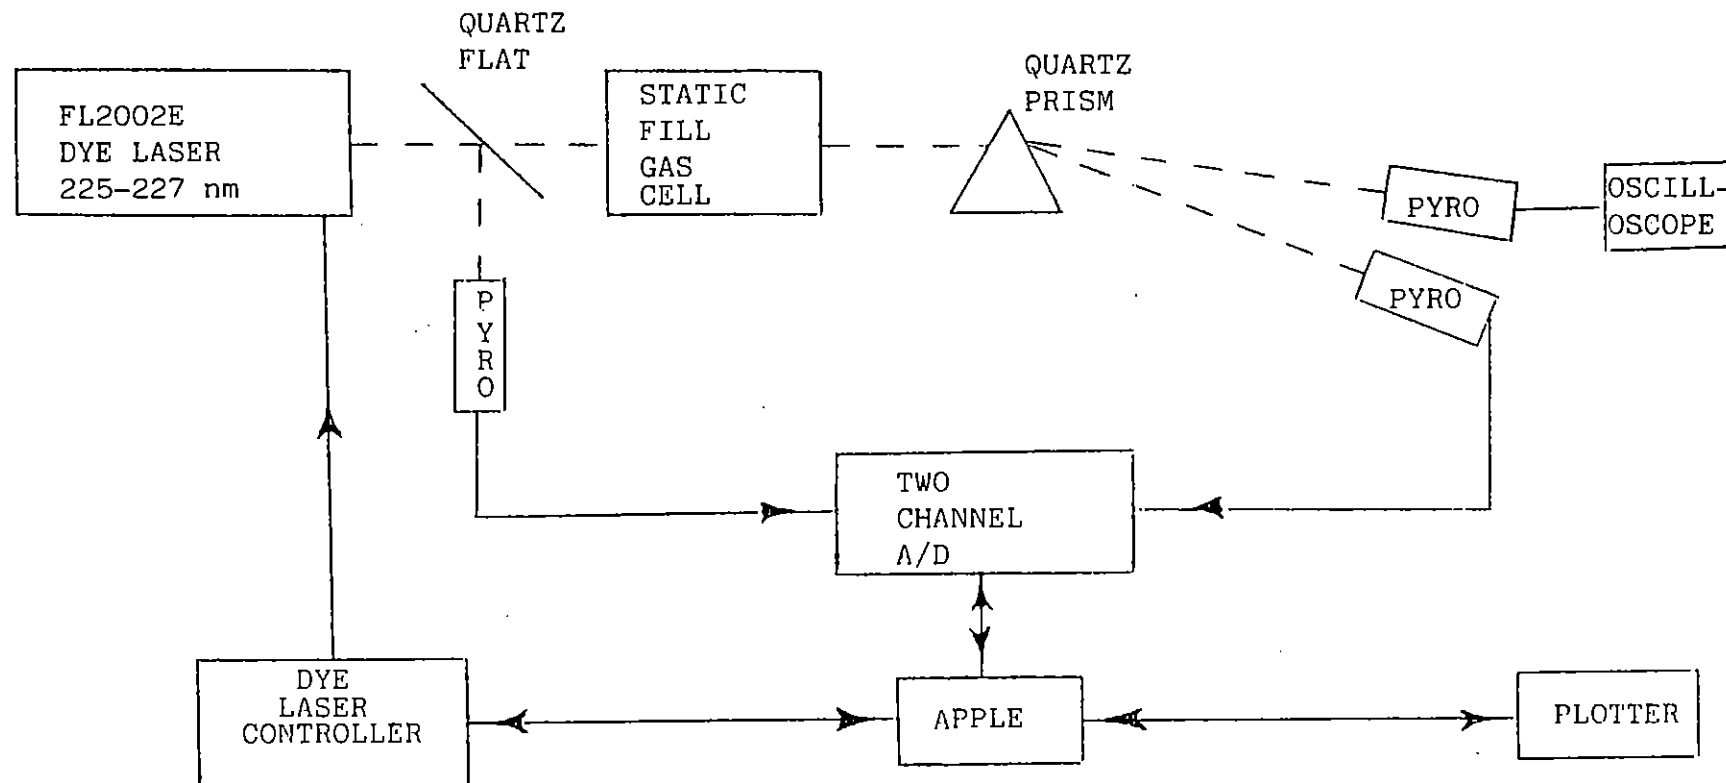 QUARTZ
FLAT
QUARTZ
PRISM
FL2002E
DYE LASER
225-227 nm
STATIC
FILL
GAS
CELL
PYRO
OSCILL-
OSCOPE
PYRO
P
Y
R
O
TWO
CHANNEL
A/D
DYE
LASER
CONTROLLER
APPLE
PLOTTER